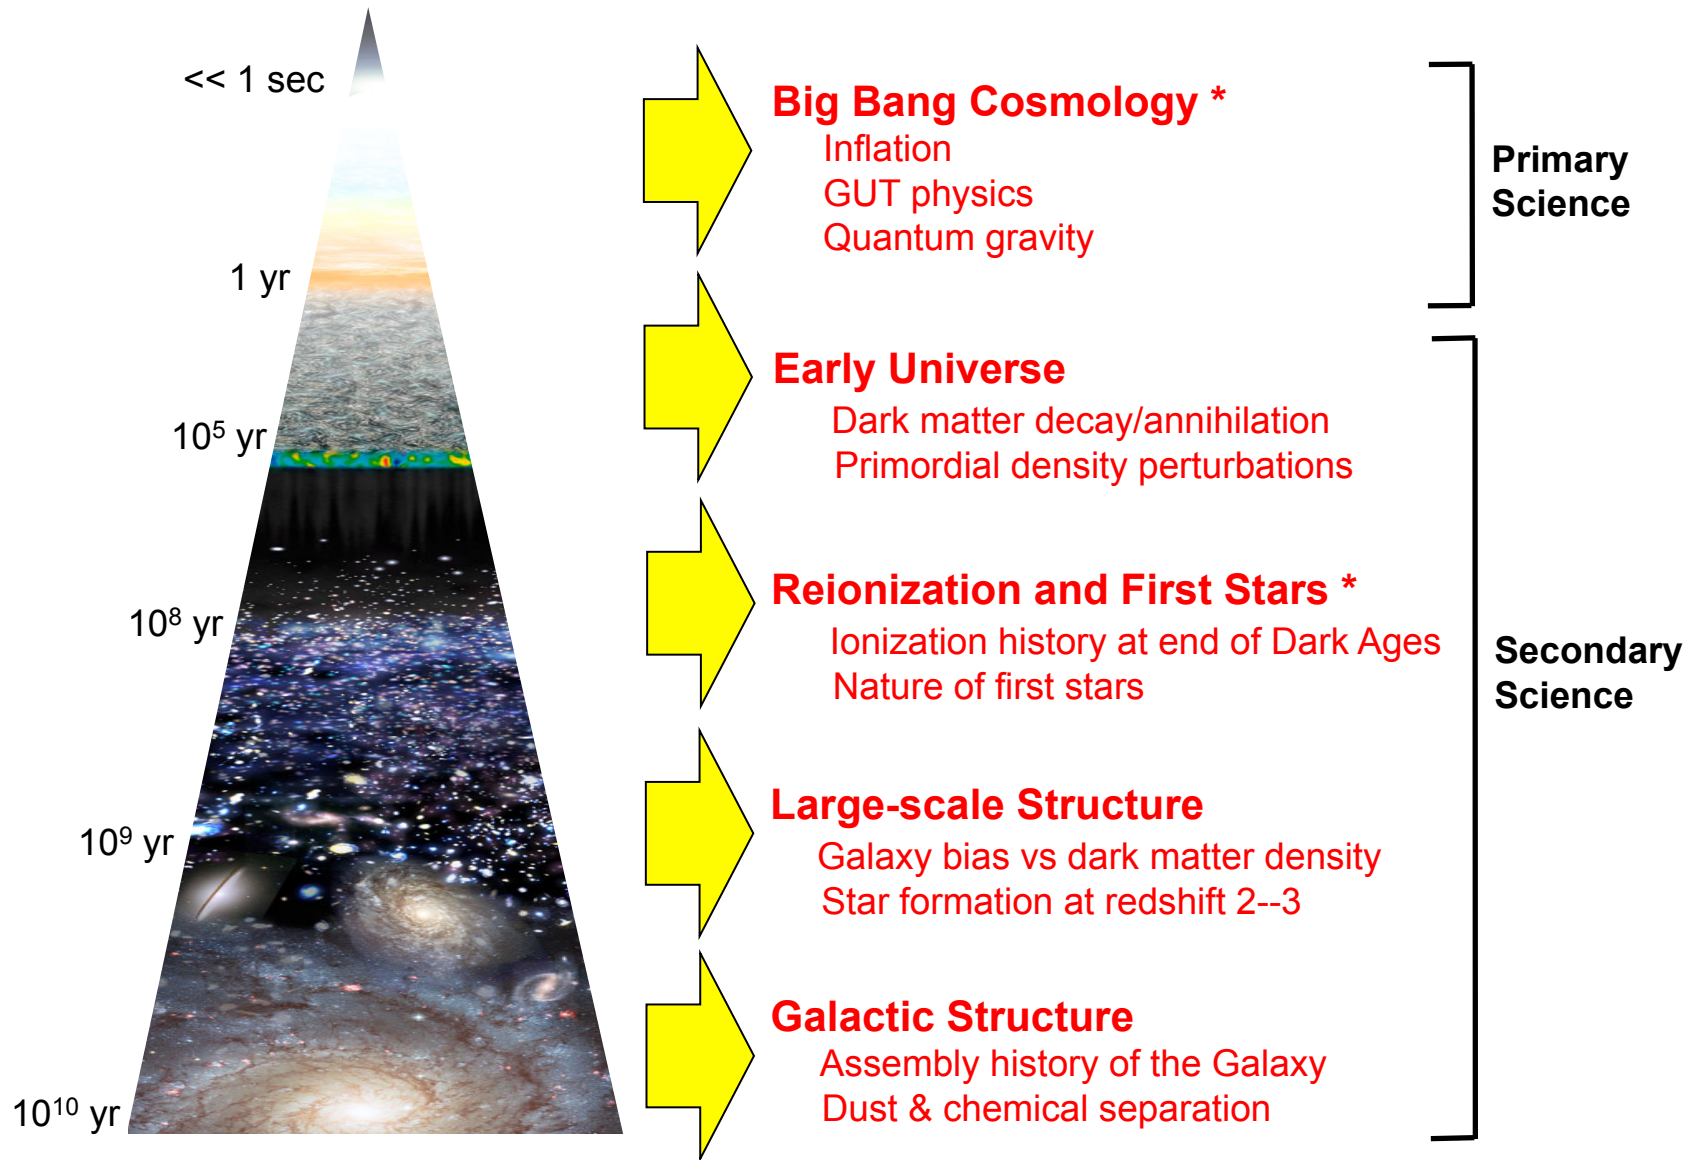 << 1 sec
1 yr
10⁵ yr
10⁸ yr
10⁹ yr
10¹⁰ yr
Big Bang Cosmology *
Inflation
GUT physics
Quantum gravity
Early Universe
Dark matter decay/annihilation
Primordial density perturbations
Reionization and First Stars *
Ionization history at end of Dark Ages
Nature of first stars
Large-scale Structure
Galaxy bias vs dark matter density
Star formation at redshift 2--3
Galactic Structure
Assembly history of the Galaxy
Dust & chemical separation
Primary
Science
Secondary
Science